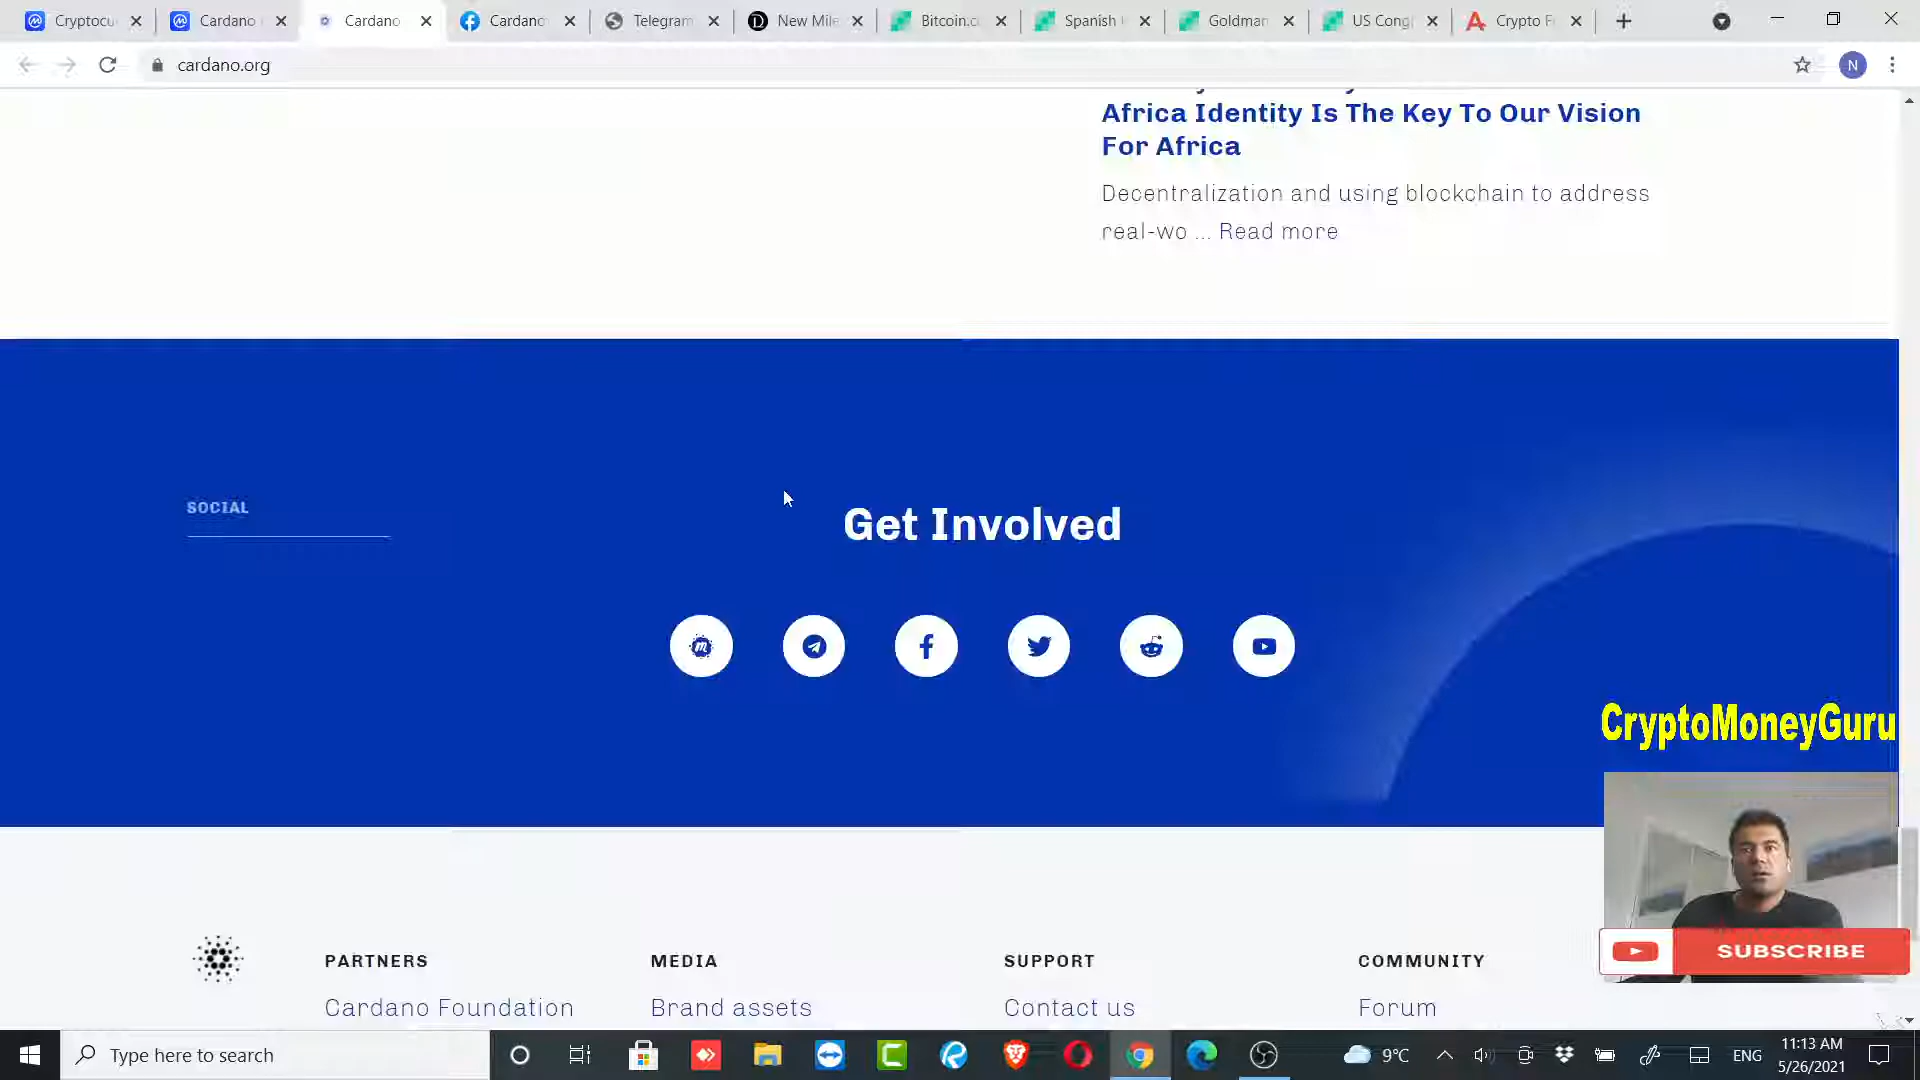 Cryptocu
Cardano
Cardano
Cardano
Telegram
New Mile
Bitcoin.c
Spanish
Goldman
US Cong
Crypto F
cardano.org
N
Africa Identity Is The Key To Our Vision
For Africa
Decentralization and using blockchain to address
real-wo ... Read more
SOCIAL
Get Involved
CryptoMoneyGuru
SUBSCRIBE
PARTNERS
MEDIA
SUPPORT
COMMUNITY
Cardano Foundation
Brand assets
Contact us
Forum
Type here to search
9°C
ENG
11:13 AM
5/26/2021